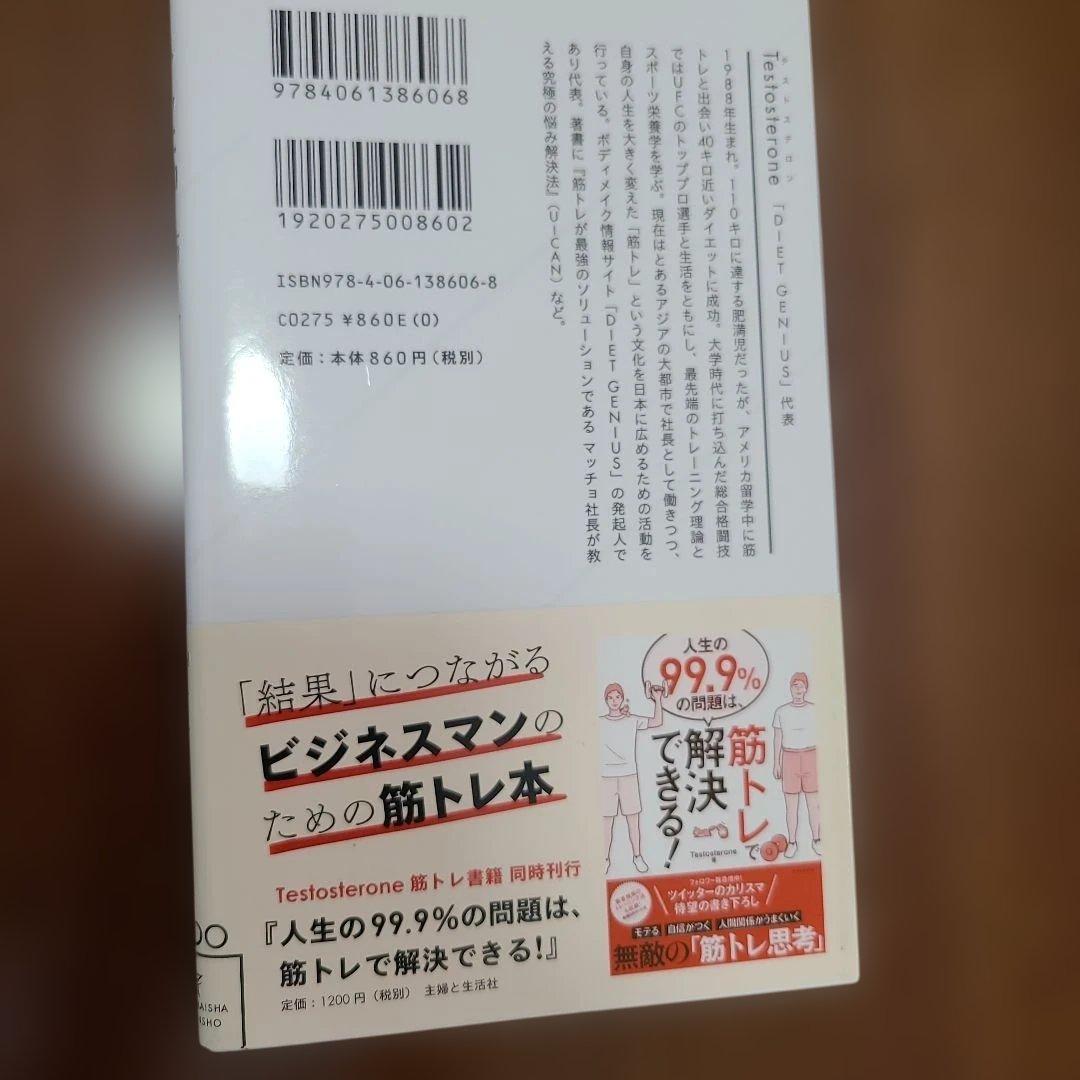 9784061386068
1920275008602
ISBN978-4-06-138606-8
C0275 ¥860E (0)
定価：本体860円（税別）
テストステロン
Testosterone 「DIET GENIUS」代表
1988年生まれ。110キロに達する肥満児だったが、アメリカ留学中に筋
トレと出会い40キロ近いダイエットに成功。大学時代に打ち込んだ総合格闘技
ではUFCのトッププロ選手と生活をともにし、最先端のトレーニング理論と
スポーツ栄養学を学ぶ。現在はとあるアジアの大都市で社長として働きつつ、
自身の人生を大きく変えた「筋トレ」という文化を日本に広めるための活動を
行っている。ボディメイク情報サイト「DIET GENIUS」の発起人で
あり代表。著書に『筋トレが最強のソリューションである マッチョ社長が教
える究極の悩み解決法』（U-CAN）など。
「結果」につながる
ビジネスマンの
ための筋トレ本
Testosterone 筋トレ書籍 同時刊行
『人生の99.9%の問題は、
筋トレで解決できる！』
定価：1200円（税別） 主婦と生活社
人生の
99.9%
の問題は、
筋トレで
解決
できる！
Testosterone
著
ツイッターのカリスマ
待望の書き下ろし
モテる 自信がつく 人間関係がうまくいく
無敵の「筋トレ思考」
AISHA
NSHO